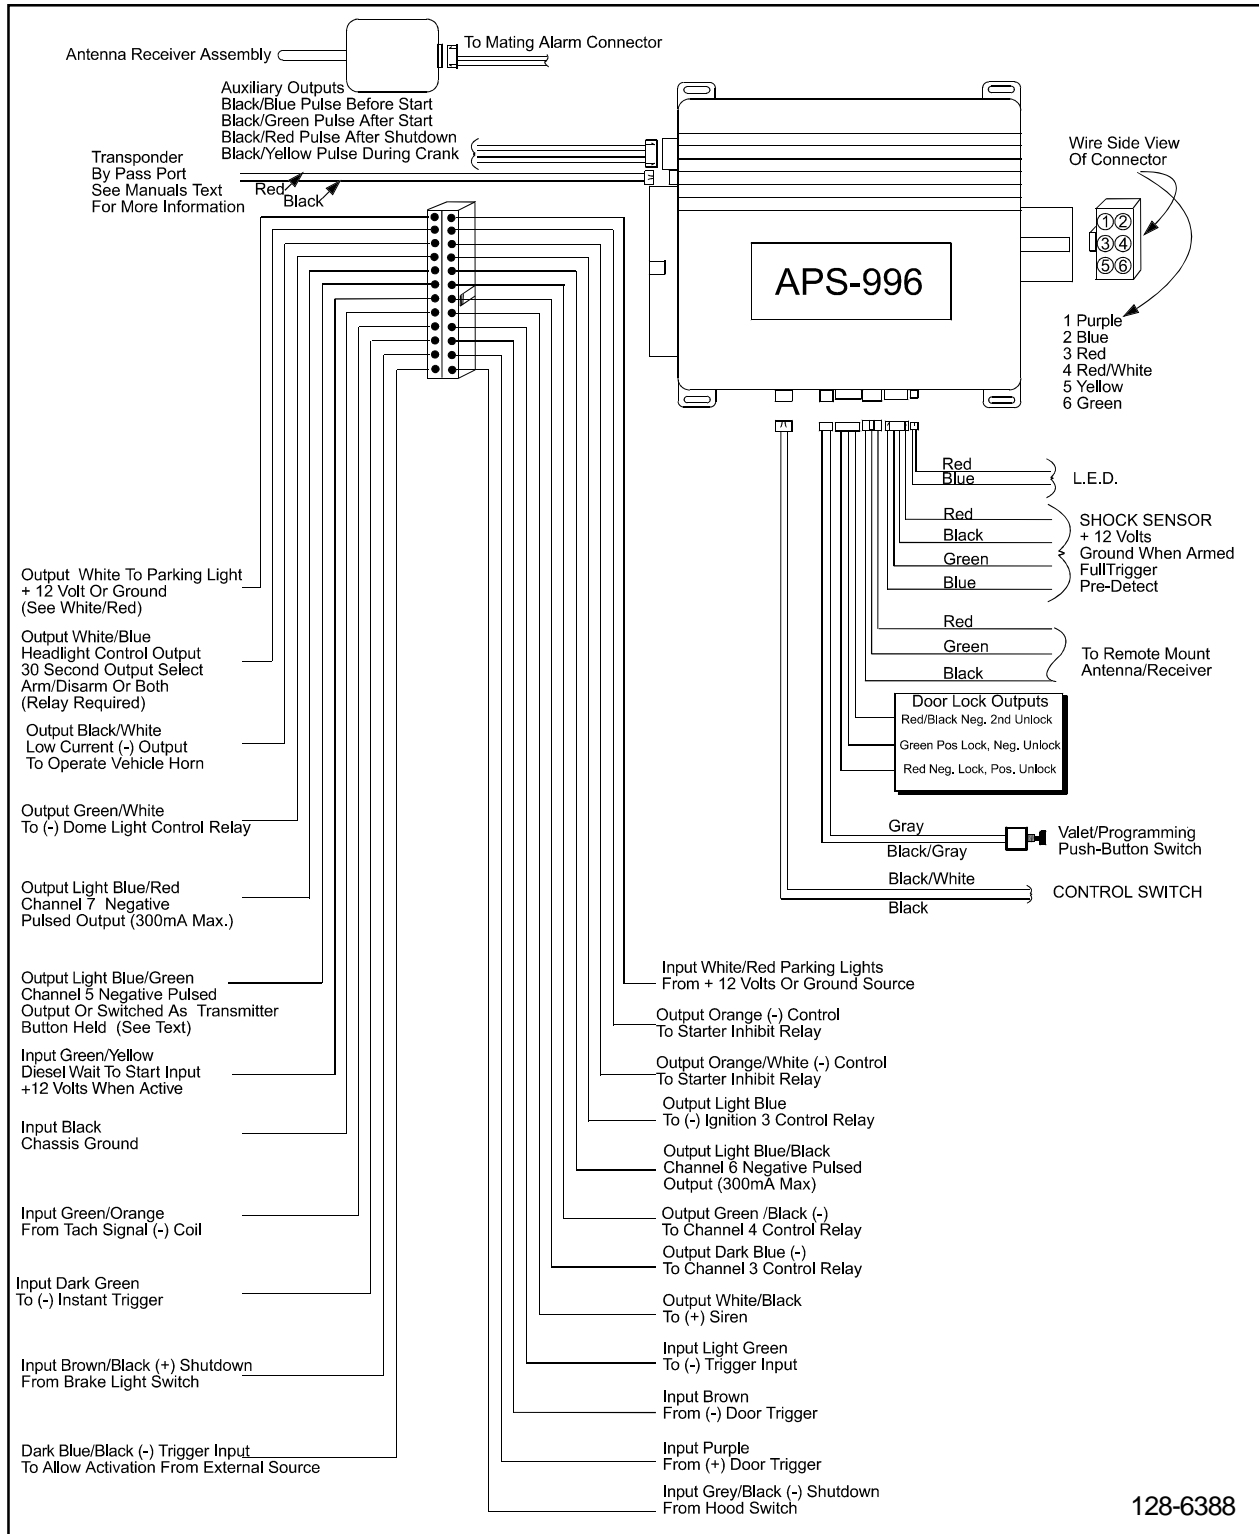 Antenna Receiver Assembly
To Mating Alarm Connector
Auxiliary Outputs
Black/Blue Pulse Before Start
Black/Green Pulse After Start
Black/Red Pulse After Shutdown
Black/Yellow Pulse During Crank
Transponder
By Pass Port
See Manuals Text
For More Information
Red
Black
Wire Side View
Of Connector
1 2
3 4
5 6
APS-996
1 Purple
2 Blue
3 Red
4 Red/White
5 Yellow
6 Green
Red
Blue
L.E.D.
Red
Black
Green
Blue
SHOCK SENSOR
+ 12 Volts
Ground When Armed
FullTrigger
Pre-Detect
Red
Green
Black
To Remote Mount
Antenna/Receiver
Door Lock Outputs
Red/Black Neg. 2nd Unlock
Green Pos Lock, Neg. Unlock
Red Neg. Lock, Pos. Unlock
Gray
Black/Gray
Valet/Programming
Push-Button Switch
Black/White
Black
CONTROL SWITCH
Output White To Parking Light
+ 12 Volt Or Ground
(See White/Red)
Output White/Blue
Headlight Control Output
30 Second Output Select
Arm/Disarm Or Both
(Relay Required)
Output Black/White
Low Current (-) Output
To Operate Vehicle Horn
Output Green/White
To (-) Dome Light Control Relay
Output Light Blue/Red
Channel 7 Negative
Pulsed Output (300mA Max.)
Output Light Blue/Green
Channel 5 Negative Pulsed
Output Or Switched As Transmitter
Button Held (See Text)
Input Green/Yellow
Diesel Wait To Start Input
+12 Volts When Active
Input Black
Chassis Ground
Input Green/Orange
From Tach Signal (-) Coil
Input Dark Green
To (-) Instant Trigger
Input Brown/Black (+) Shutdown
From Brake Light Switch
Dark Blue/Black (-) Trigger Input
To Allow Activation From External Source
Input White/Red Parking Lights
From + 12 Volts Or Ground Source
Output Orange (-) Control
To Starter Inhibit Relay
Output Orange/White (-) Control
To Starter Inhibit Relay
Output Light Blue
To (-) Ignition 3 Control Relay
Output Light Blue/Black
Channel 6 Negative Pulsed
Output (300mA Max)
Output Green /Black (-)
To Channel 4 Control Relay
Output Dark Blue (-)
To Channel 3 Control Relay
Output White/Black
To (+) Siren
Input Light Green
To (-) Trigger Input
Input Brown
From (-) Door Trigger
Input Purple
From (+) Door Trigger
Input Grey/Black (-) Shutdown
From Hood Switch
128-6388